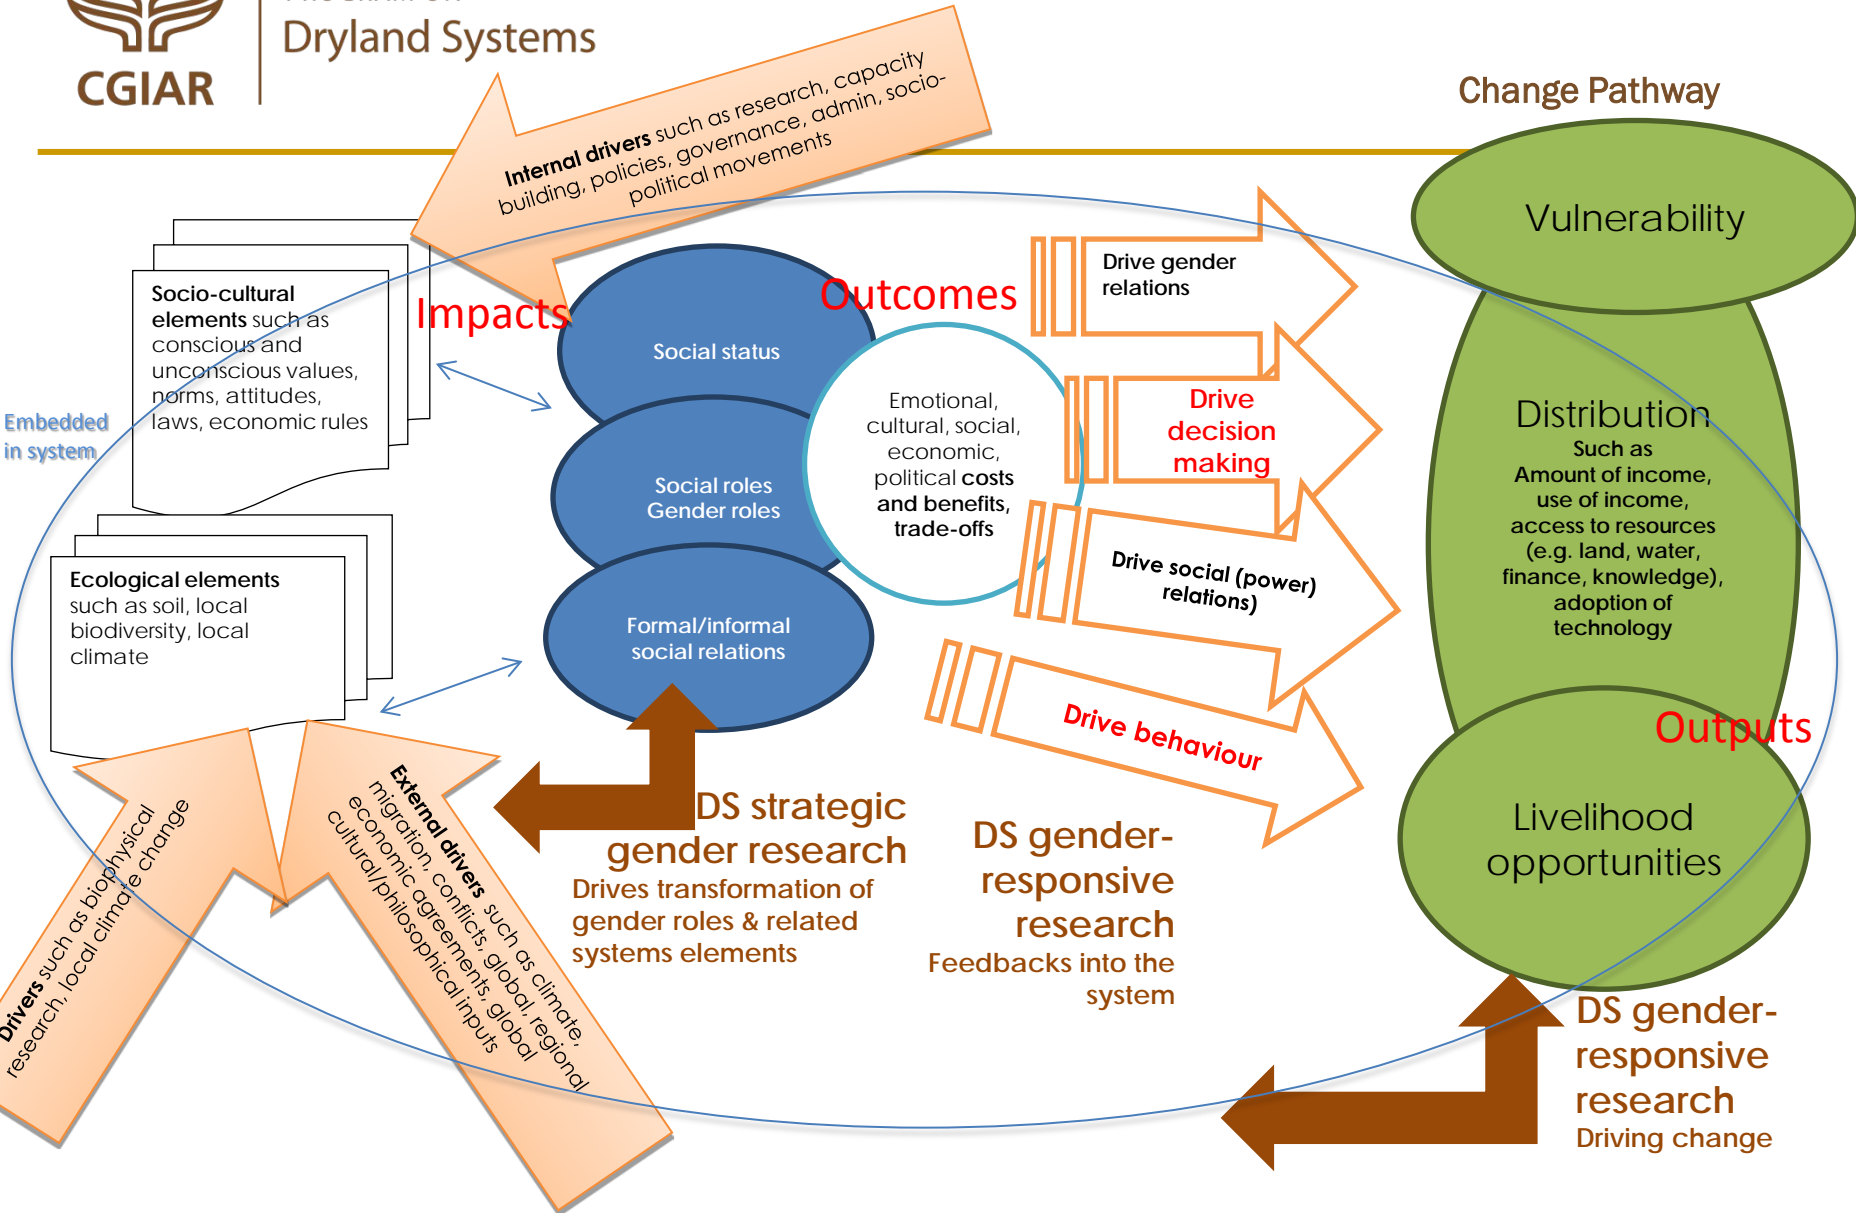 Dryland Systems
CGIAR
Change Pathway
Internal drivers such as research, capacity
building, policies, governance, admin, socio-
political movements
Socio-cultural
elements such as
conscious and
unconscious values,
norms, attitudes,
laws, economic rules
Impacts
Embedded
in system
Ecological elements
such as soil, local
biodiversity, local
climate
Social status
Social roles
Gender roles
Formal/informal
social relations
Outcomes
Emotional,
cultural, social,
economic,
political costs
and benefits,
trade-offs
Drive gender
relations
Drive
decision
making
Drive social (power)
relations)
Drive behaviour
Vulnerability
Distribution
Such as
Amount of income,
use of income,
access to resources
(e.g. land, water,
finance, knowledge),
adoption of
technology
Outputs
Livelihood
opportunities
Drivers such as biophysical
research, local climate change
External drivers such as climate,
migration, conflicts, global, regional
economic agreements, global
cultural/philosophical inputs
DS strategic
gender research
Drives transformation of
gender roles & related
systems elements
DS gender-
responsive
research
Feedbacks into the
system
DS gender-
responsive
research
Driving change